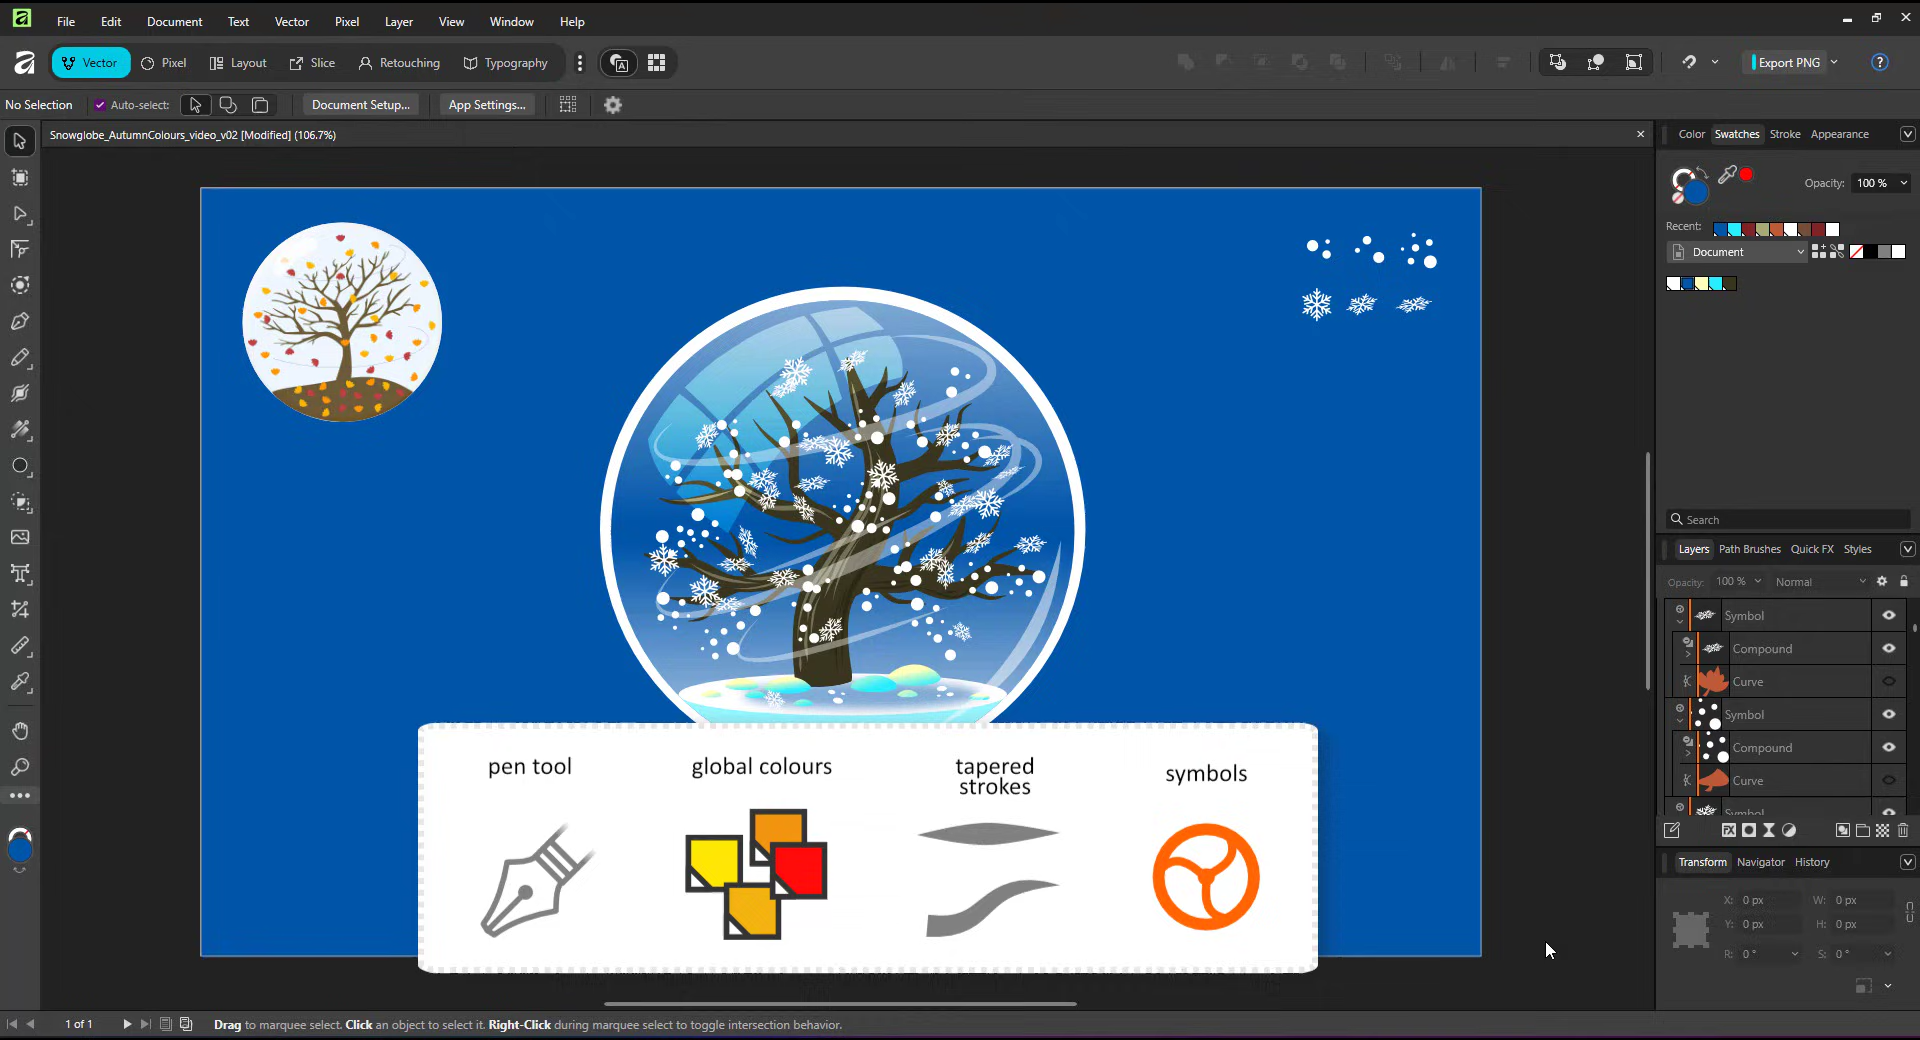 File Edit Document Text Vector Pixel Layer View Window Help
Vector Pixel Layout Slice Retouching Typography Export PNG
No Selection Auto-select: Document Setup... App Settings...
Snowglobe_AutumnColours_video_v02 [Modified] (106.7%)
Color Swatches Stroke Appearance
Opacity: 100 %
Recent:
Document
Search
Layers Path Brushes Quick FX Styles
Opacity: 100 % Normal
Symbol
Compound
Curve
Symbol
Compound
Curve
Symbol
Transform Navigator History
X: 0 px W: 0 px
Y: 0 px H: 0 px
R: 0 ° S: 0 °
pen tool
global colours
tapered
strokes
symbols
1 of 1 Drag to marquee select. Click an object to select it. Right-Click during marquee select to toggle intersection behavior.